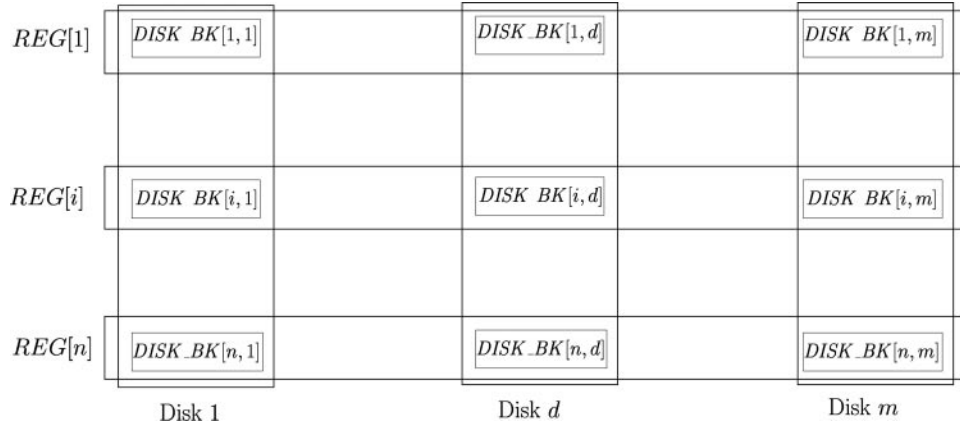 REG[1] DISK BK[1, 1] DISK_BK[1, d] DISK BK[1, m]
REG[i] DISK BK[i, 1] DISK BK[i, d] DISK BK[i, m]
REG[n] DISK_BK[n, 1] DISK_BK[n, d] DISK_BK[n, m]
Disk 1 Disk d Disk m